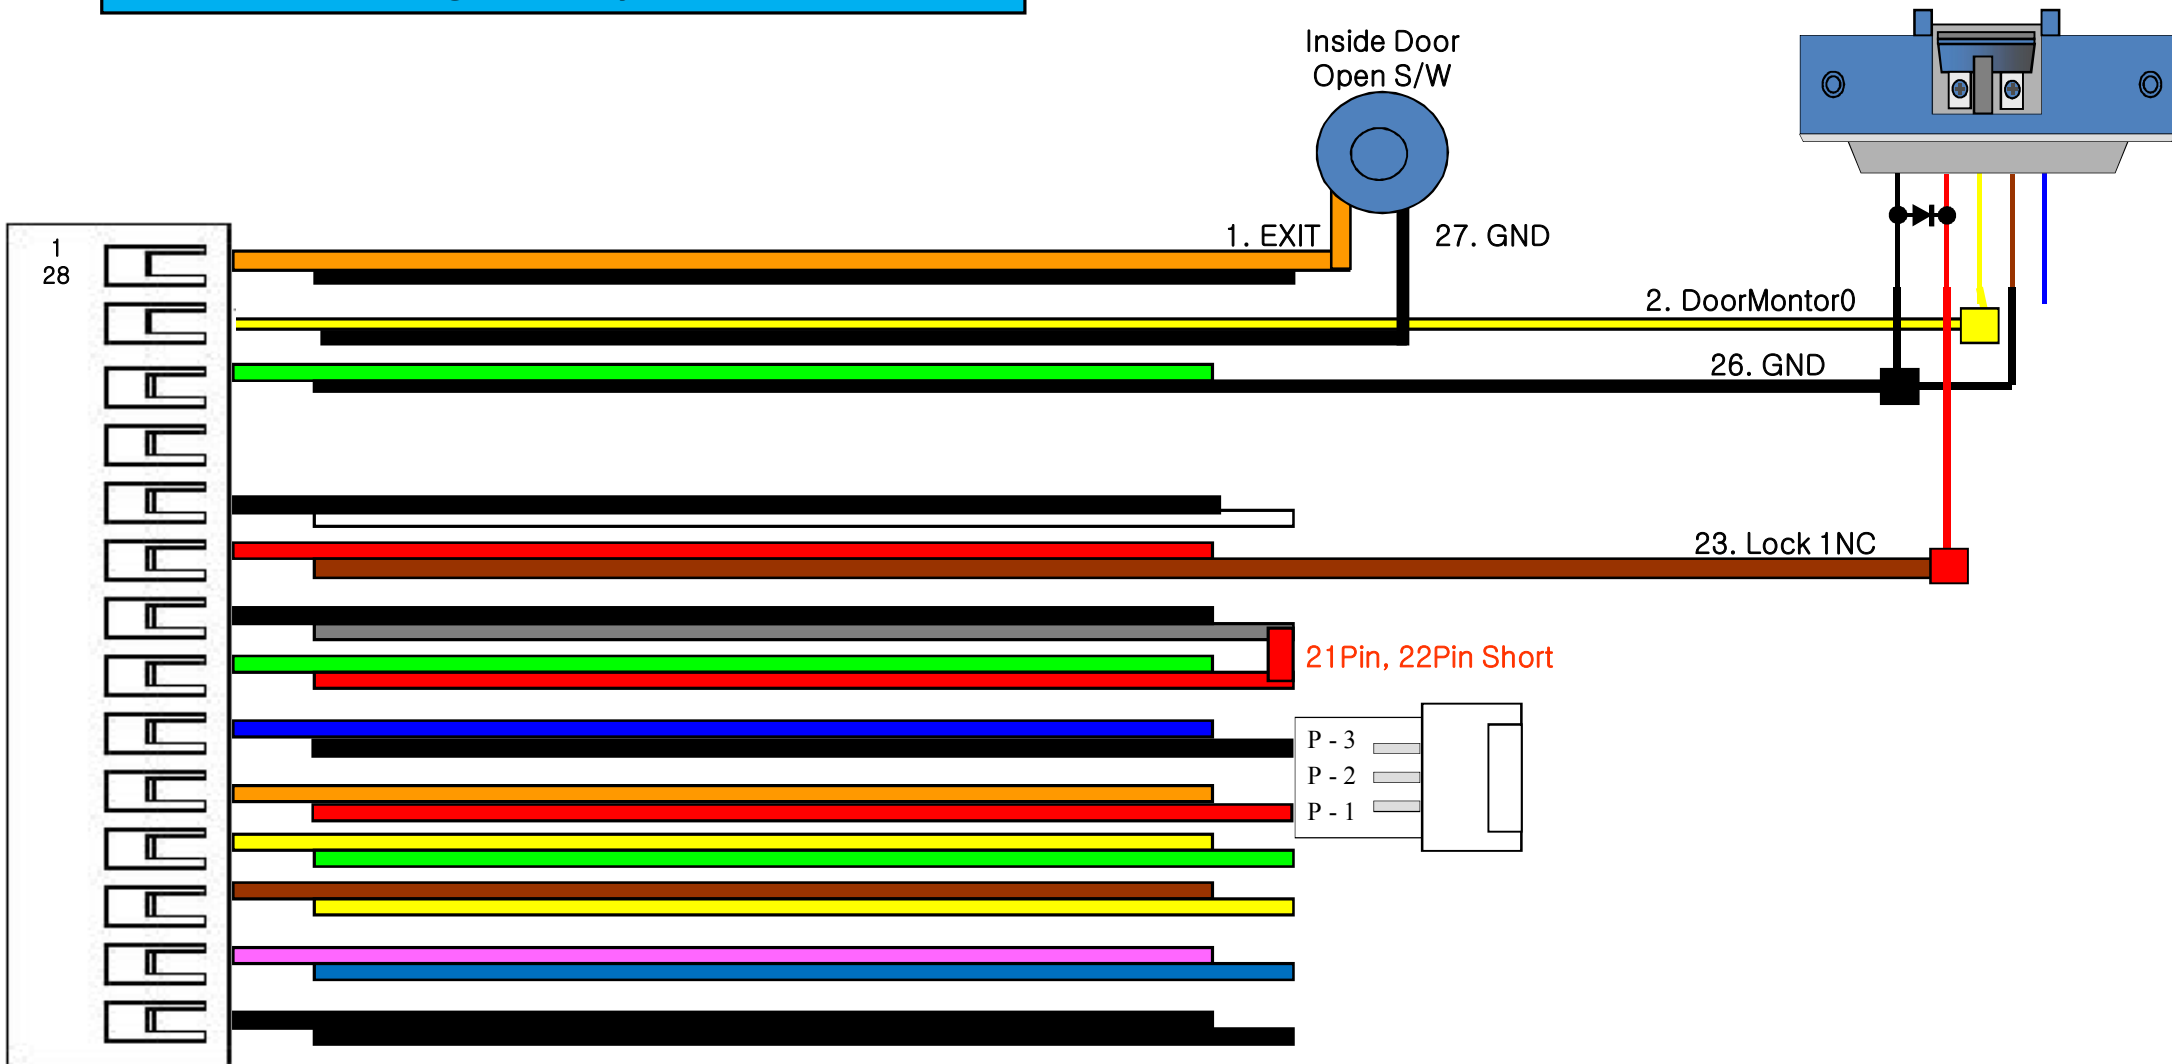 Inside Door
Open S/W
1. EXIT
27. GND
1
28
2. DoorMontor0
26. GND
23. Lock 1NC
21Pin, 22Pin Short
P - 3
P - 2
P - 1